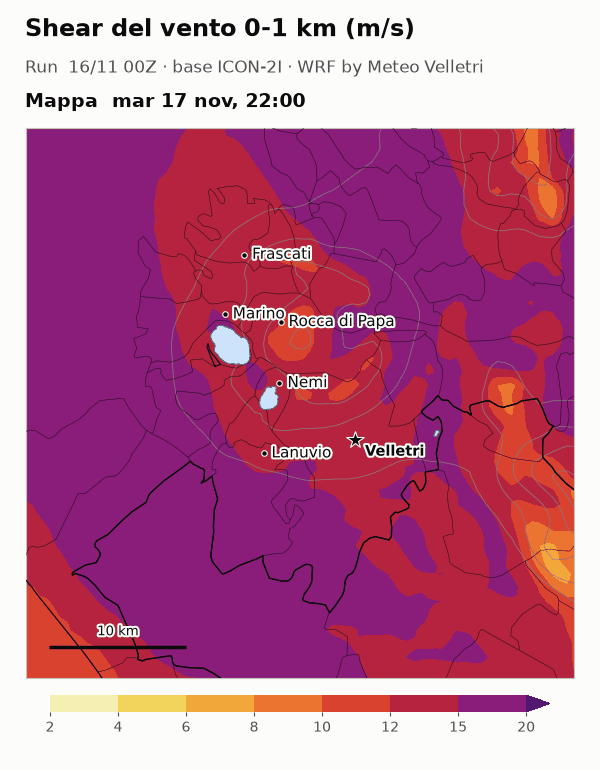 Shear del vento 0-1 km (m/s)
Run  16/11 00Z · base ICON-2I · WRF by Meteo Velletri
Mappa  mar 17 nov, 22:00
Frascati
Marino
Rocca di Papa
Nemi
Velletri
Lanuvio
10 km
2 4 6 8 10 12 15 20